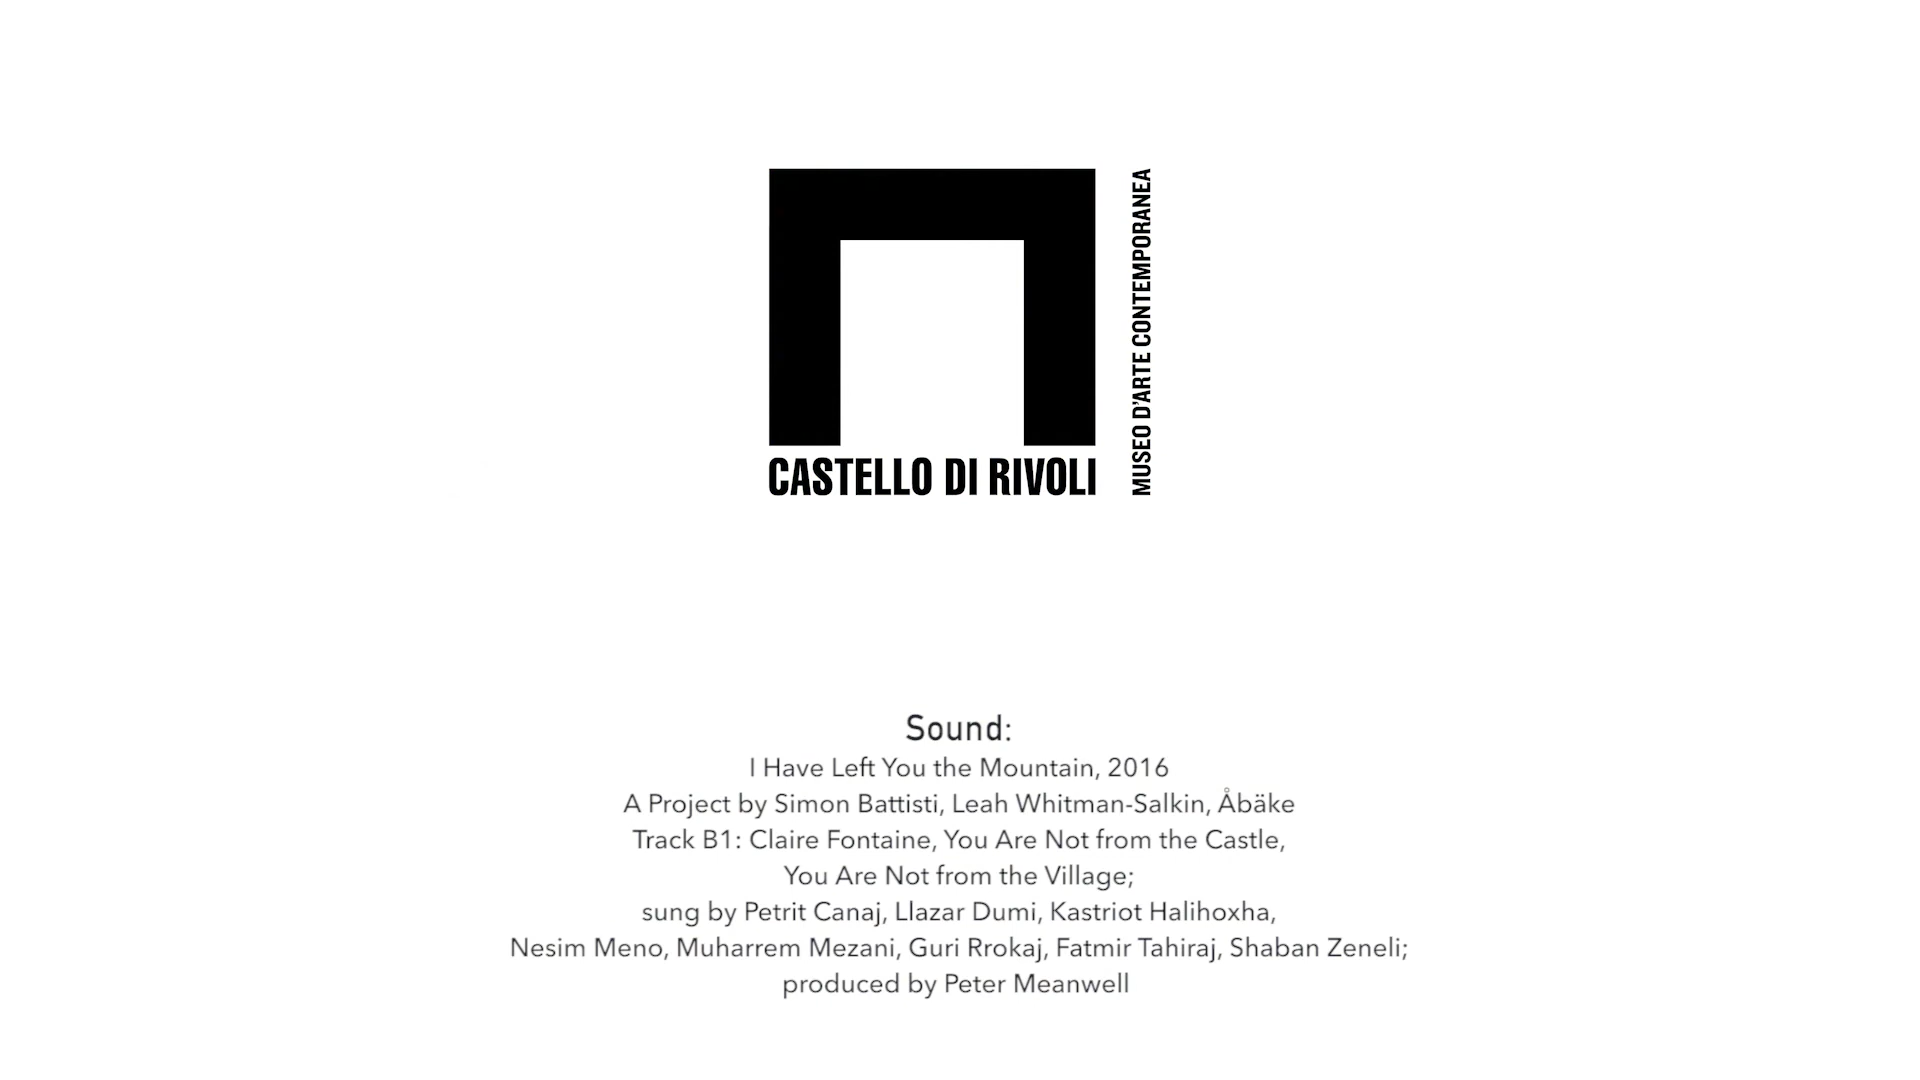 CASTELLO DI RIVOLI
MUSEO D'ARTE CONTEMPORANEA
Sound:
I Have Left You the Mountain, 2016
A Project by Simon Battisti, Leah Whitman-Salkin, Åbäke
Track B1: Claire Fontaine, You Are Not from the Castle,
You Are Not from the Village;
sung by Petrit Canaj, Llazar Dumi, Kastriot Halihoxha,
Nesim Meno, Muharrem Mezani, Guri Rrokaj, Fatmir Tahiraj, Shaban Zeneli;
produced by Peter Meanwell